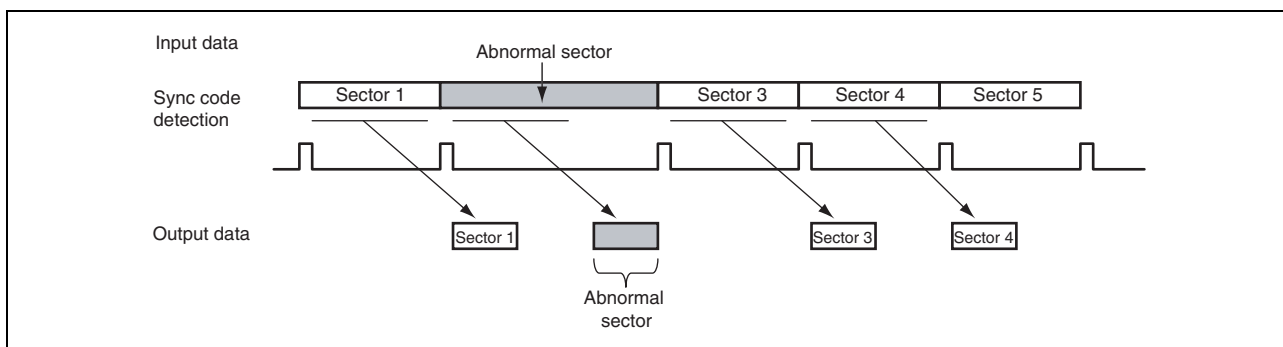 Input data
Abnormal sector
Sync code
detection
Sector 1
Sector 3
Sector 4
Sector 5
Output data
Sector 1
Sector 3
Sector 4
Abnormal
sector